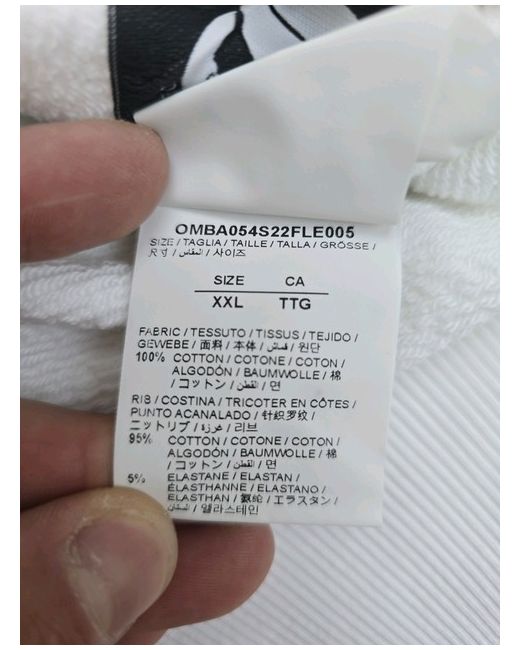 OMBA054S22FLE005
SIZE / TAGLIA / TAILLE / TALLA / GRÖSSE /
尺寸 / المقاس / 사이즈
SIZE CA
XXL TTG
FABRIC / TESSUTO / TISSUS / TEJIDO /
GEWEBE / 面料 / 本体 / قماش / 원단
100% COTTON / COTONE / COTON /
ALGODÓN / BAUMWOLLE / 棉
/ コットン / القطن / 면
RIB / COSTINA / TRICOTER EN CÔTES /
PUNTO ACANALADO / 针织罗纹 /
ニットリブ / غرزة / 리브
95% COTTON / COTONE / COTON /
ALGODÓN / BAUMWOLLE / 棉
/ コットン / القطن / 면
5% ELASTANE / ELASTAN /
ÉLASTHANNE / ELASTANO /
ELASTHAN / 氨纶 / エラスタン /
/ 엘라스테인